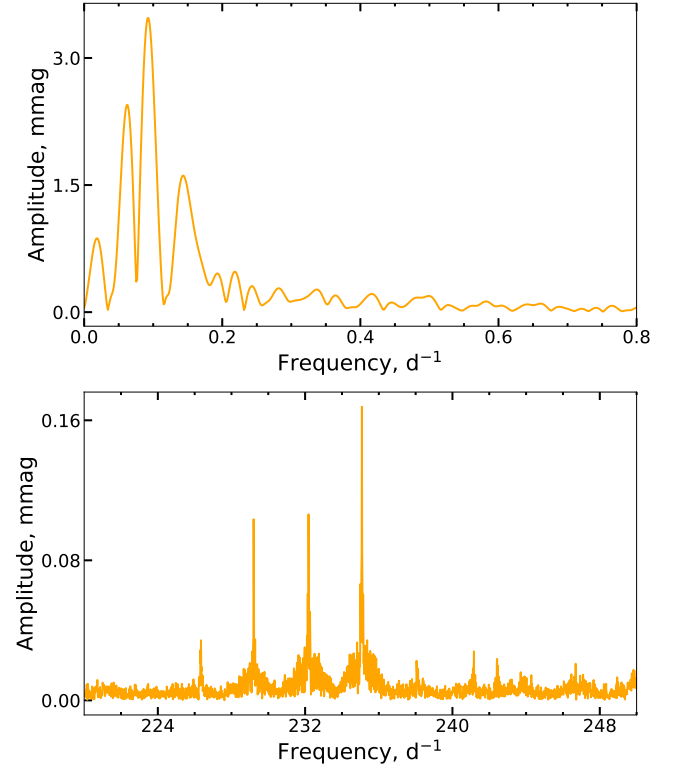 3.0
1.5
0.0
Amplitude, mmag
0.0 0.2 0.4 0.6 0.8
Frequency, d⁻¹
0.16
0.08
0.00
Amplitude, mmag
224 232 240 248
Frequency, d⁻¹